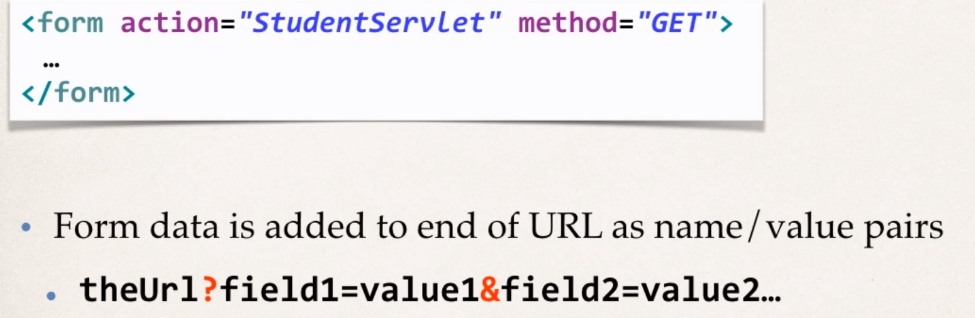 <form action="StudentServlet" method="GET">
…
</form>
• Form data is added to end of URL as name/value pairs
• theUrl?field1=value1&field2=value2…